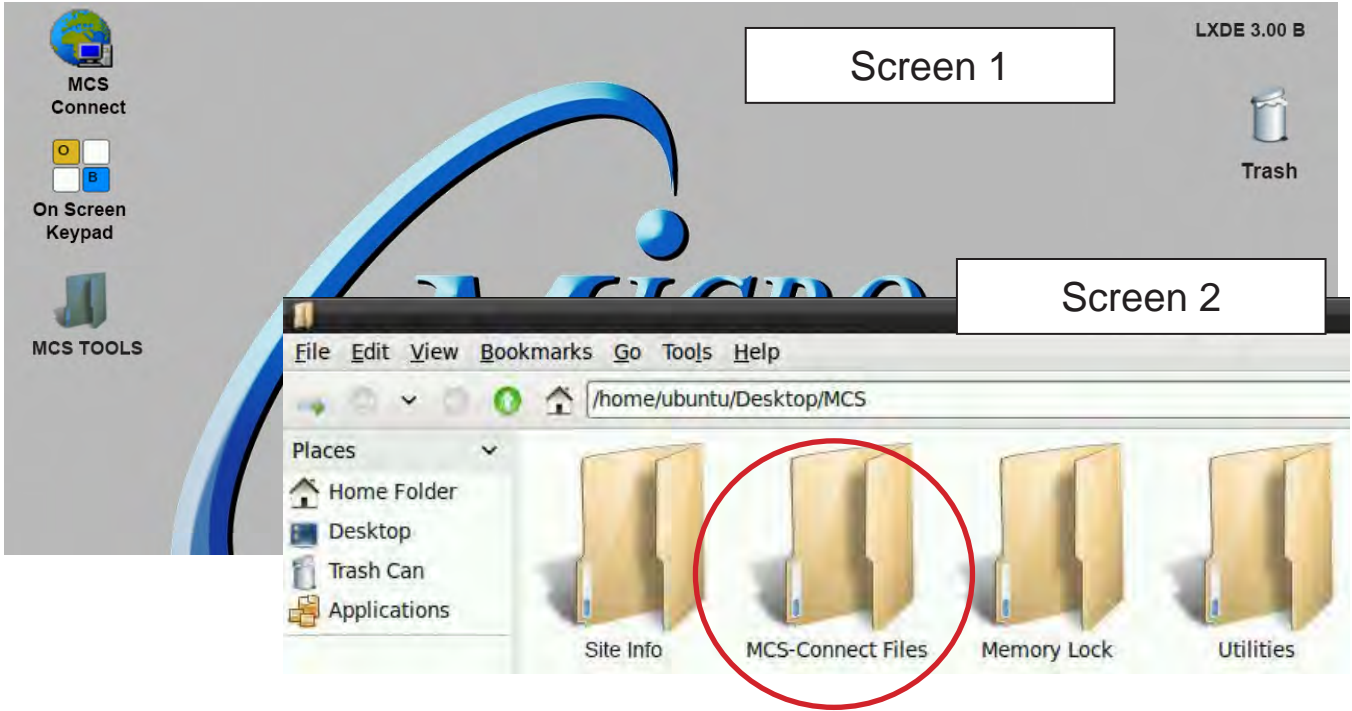 LXDE 3.00 B
Screen 1
MCS
Connect
Trash
O
B
On Screen
Keypad
MCS TOOLS
MICRO
Screen 2
File Edit View Bookmarks Go Tools Help
/home/ubuntu/Desktop/MCS
Places
Home Folder
Desktop
Trash Can
Applications
Site Info
MCS-Connect Files
Memory Lock
Utilities